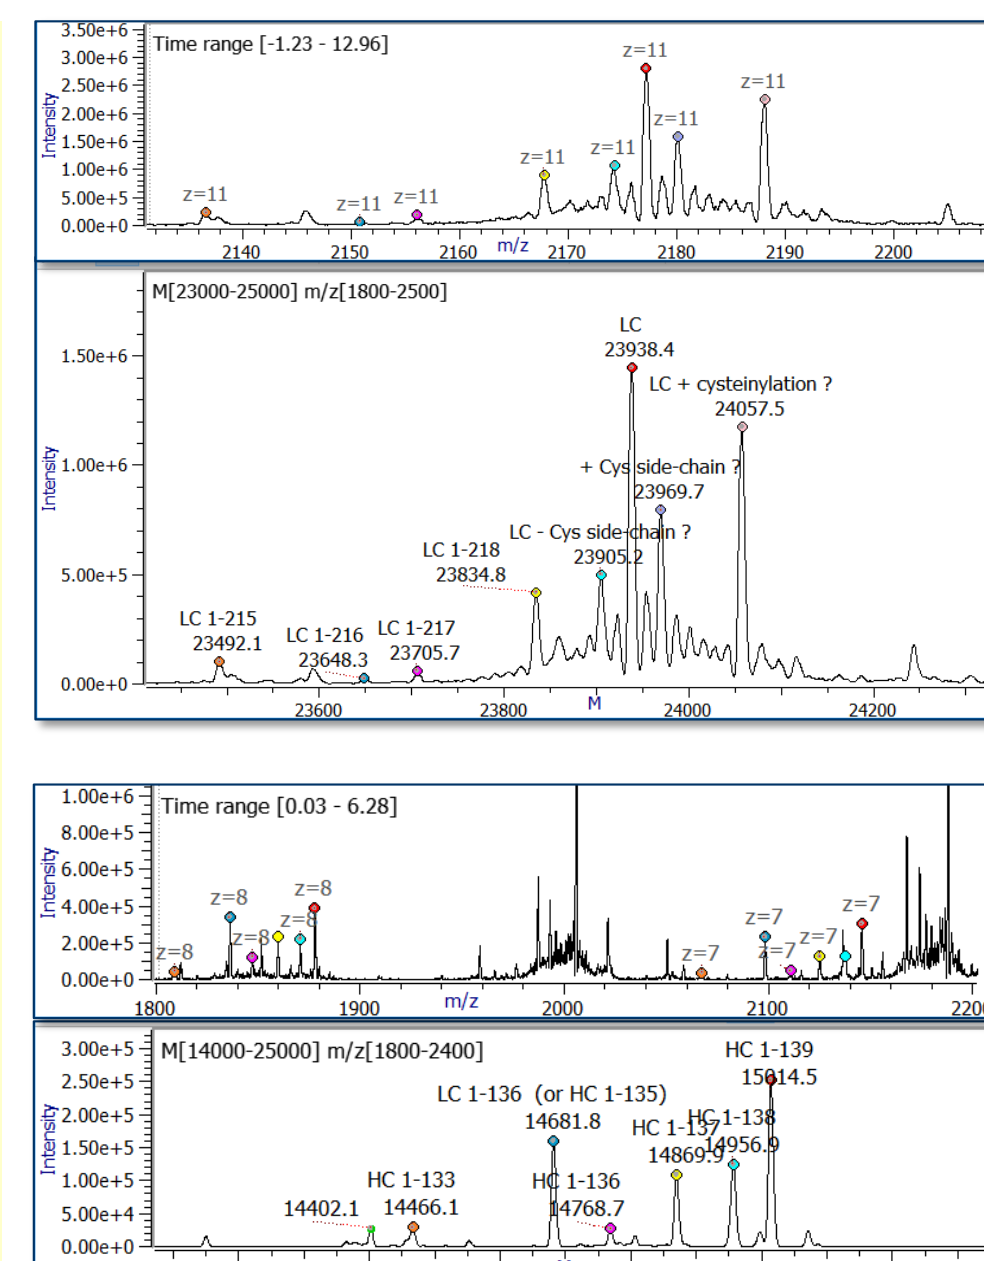 3.50e+6
3.00e+6
2.50e+6
2.00e+6
1.50e+6
1.00e+6
5.00e+5
0.00e+0
Intensity
Time range [-1.23 - 12.96]
z=11
z=11
z=11
z=11
z=11
z=11
z=11
z=11
2140 2150 2160 2170 2180 2190 2200
m/z
M[23000-25000] m/z[1800-2500]
1.50e+6
1.00e+6
5.00e+5
0.00e+0
Intensity
LC
23938.4
LC + cysteinylation ?
24057.5
+ Cys side-chain ?
23969.7
LC - Cys side-chain ?
23905.2
LC 1-218
23834.8
LC 1-215
23492.1
LC 1-216
23648.3
LC 1-217
23705.7
23600 23800 24000 24200
M
1.00e+6
8.00e+5
6.00e+5
4.00e+5
2.00e+5
0.00e+0
Intensity
Time range [0.03 - 6.28]
z=8
z=8
z=8
z=8
z=8
z=7
z=7
z=7
z=7
z=7
1800 1900 2000 2100 220
m/z
M[14000-25000] m/z[1800-2400]
3.00e+5
2.50e+5
2.00e+5
1.50e+5
1.00e+5
5.00e+4
0.00e+0
Intensity
HC 1-139
15014.5
LC 1-136 (or HC 1-135)
14681.8
HC 1-138
14956.9
HC 1-137
14869.9
HC 1-133
14466.1
HC 1-136
14768.7
14402.1